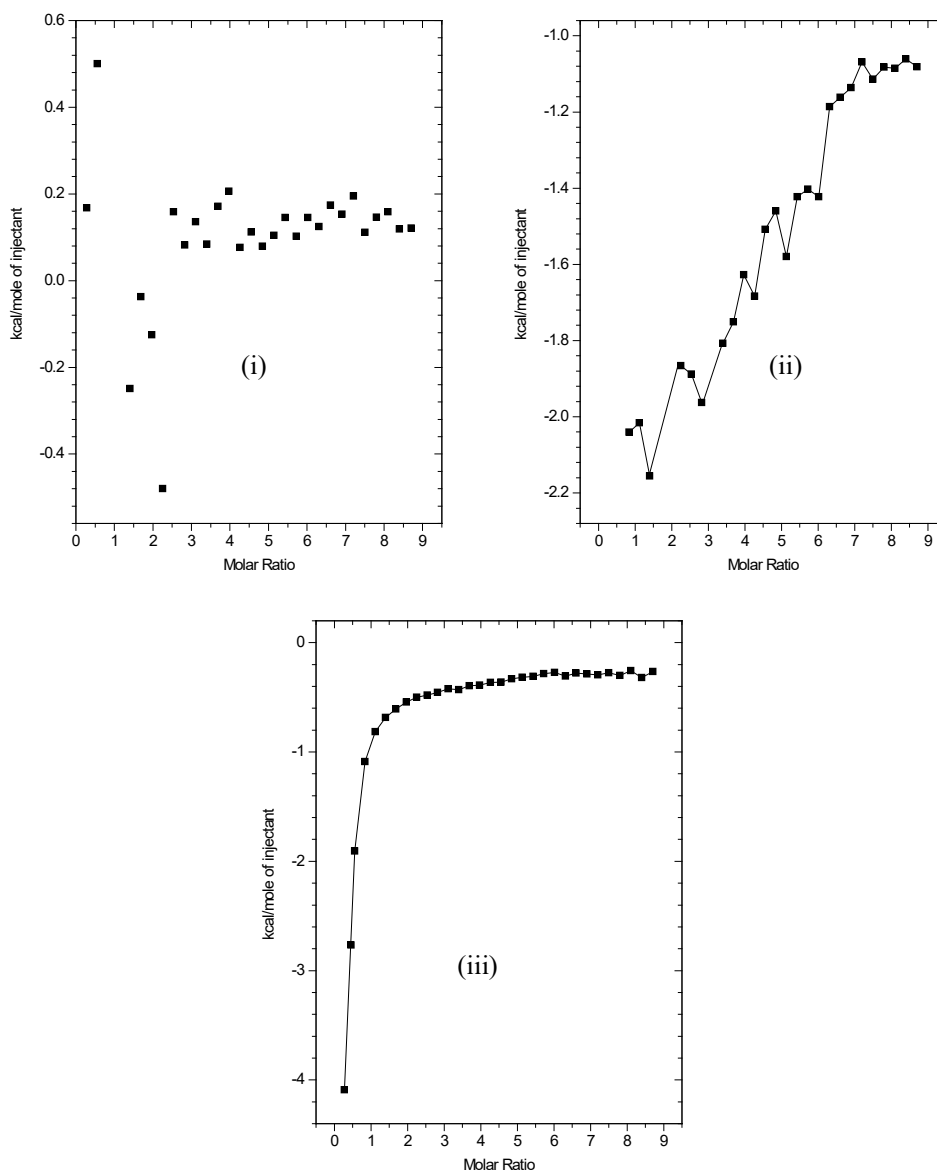 0.6
0.4
0.2
0.0
-0.2
-0.4
kcal/mole of injectant
(i)
0 1 2 3 4 5 6 7 8 9
Molar Ratio
-1.0
-1.2
-1.4
-1.6
-1.8
-2.0
-2.2
kcal/mole of injectant
(ii)
0 1 2 3 4 5 6 7 8 9
Molar Ratio
0
-1
-2
-3
-4
kcal/mole of injectant
(iii)
0 1 2 3 4 5 6 7 8 9
Molar Ratio